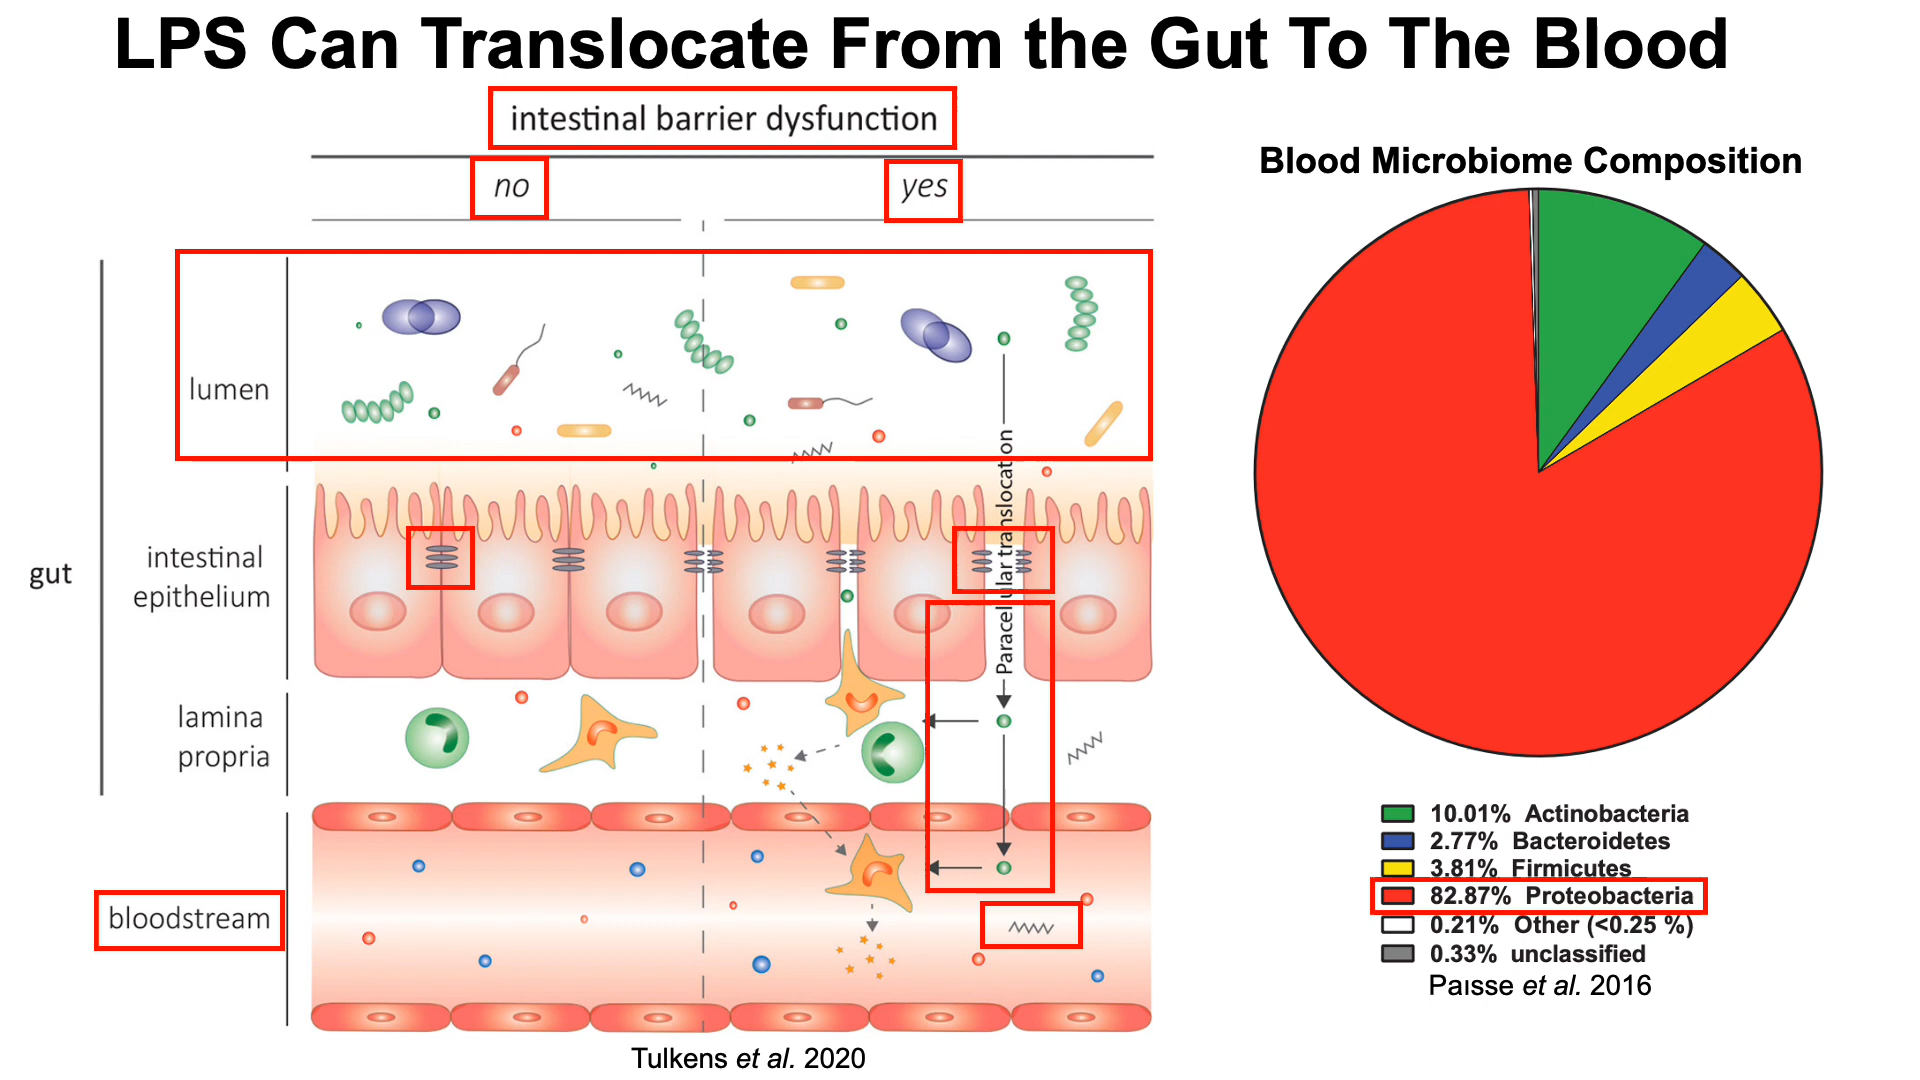 LPS Can Translocate From the Gut To The Blood
intestinal barrier dysfunction
no
yes
gut
lumen
intestinal
epithelium
lamina
propria
bloodstream
Paracellular translocation
Tulkens et al. 2020
Blood Microbiome Composition
10.01% Actinobacteria
2.77% Bacteroidetes
3.81% Firmicutes
82.87% Proteobacteria
0.21% Other (<0.25 %)
0.33% unclassified
Païsse et al. 2016